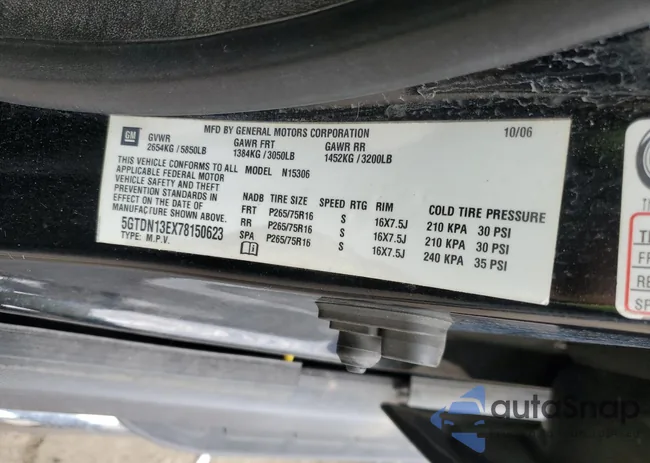 GM
MFD BY GENERAL MOTORS CORPORATION 10/06
GVWR GAWR FRT GAWR RR
2654KG / 5850LB 1384KG / 3050LB 1452KG / 3200LB
THIS VEHICLE CONFORMS TO ALL MODEL N15306
APPLICABLE FEDERAL MOTOR
VEHICLE SAFETY AND THEFT
PREVENTION STANDARDS IN
EFFECT ON THE DATE OF
MANUFACTURE SHOWN ABOVE.
5GTDN13EX78150623
TYPE: M.P.V.
NADB TIRE SIZE SPEED RTG RIM COLD TIRE PRESSURE
FRT P265/75R16 S 16X7.5J 210 KPA 30 PSI
RR P265/75R16 S 16X7.5J 210 KPA 30 PSI
SPA P265/75R16 S 16X7.5J 240 KPA 35 PSI
autoSnap